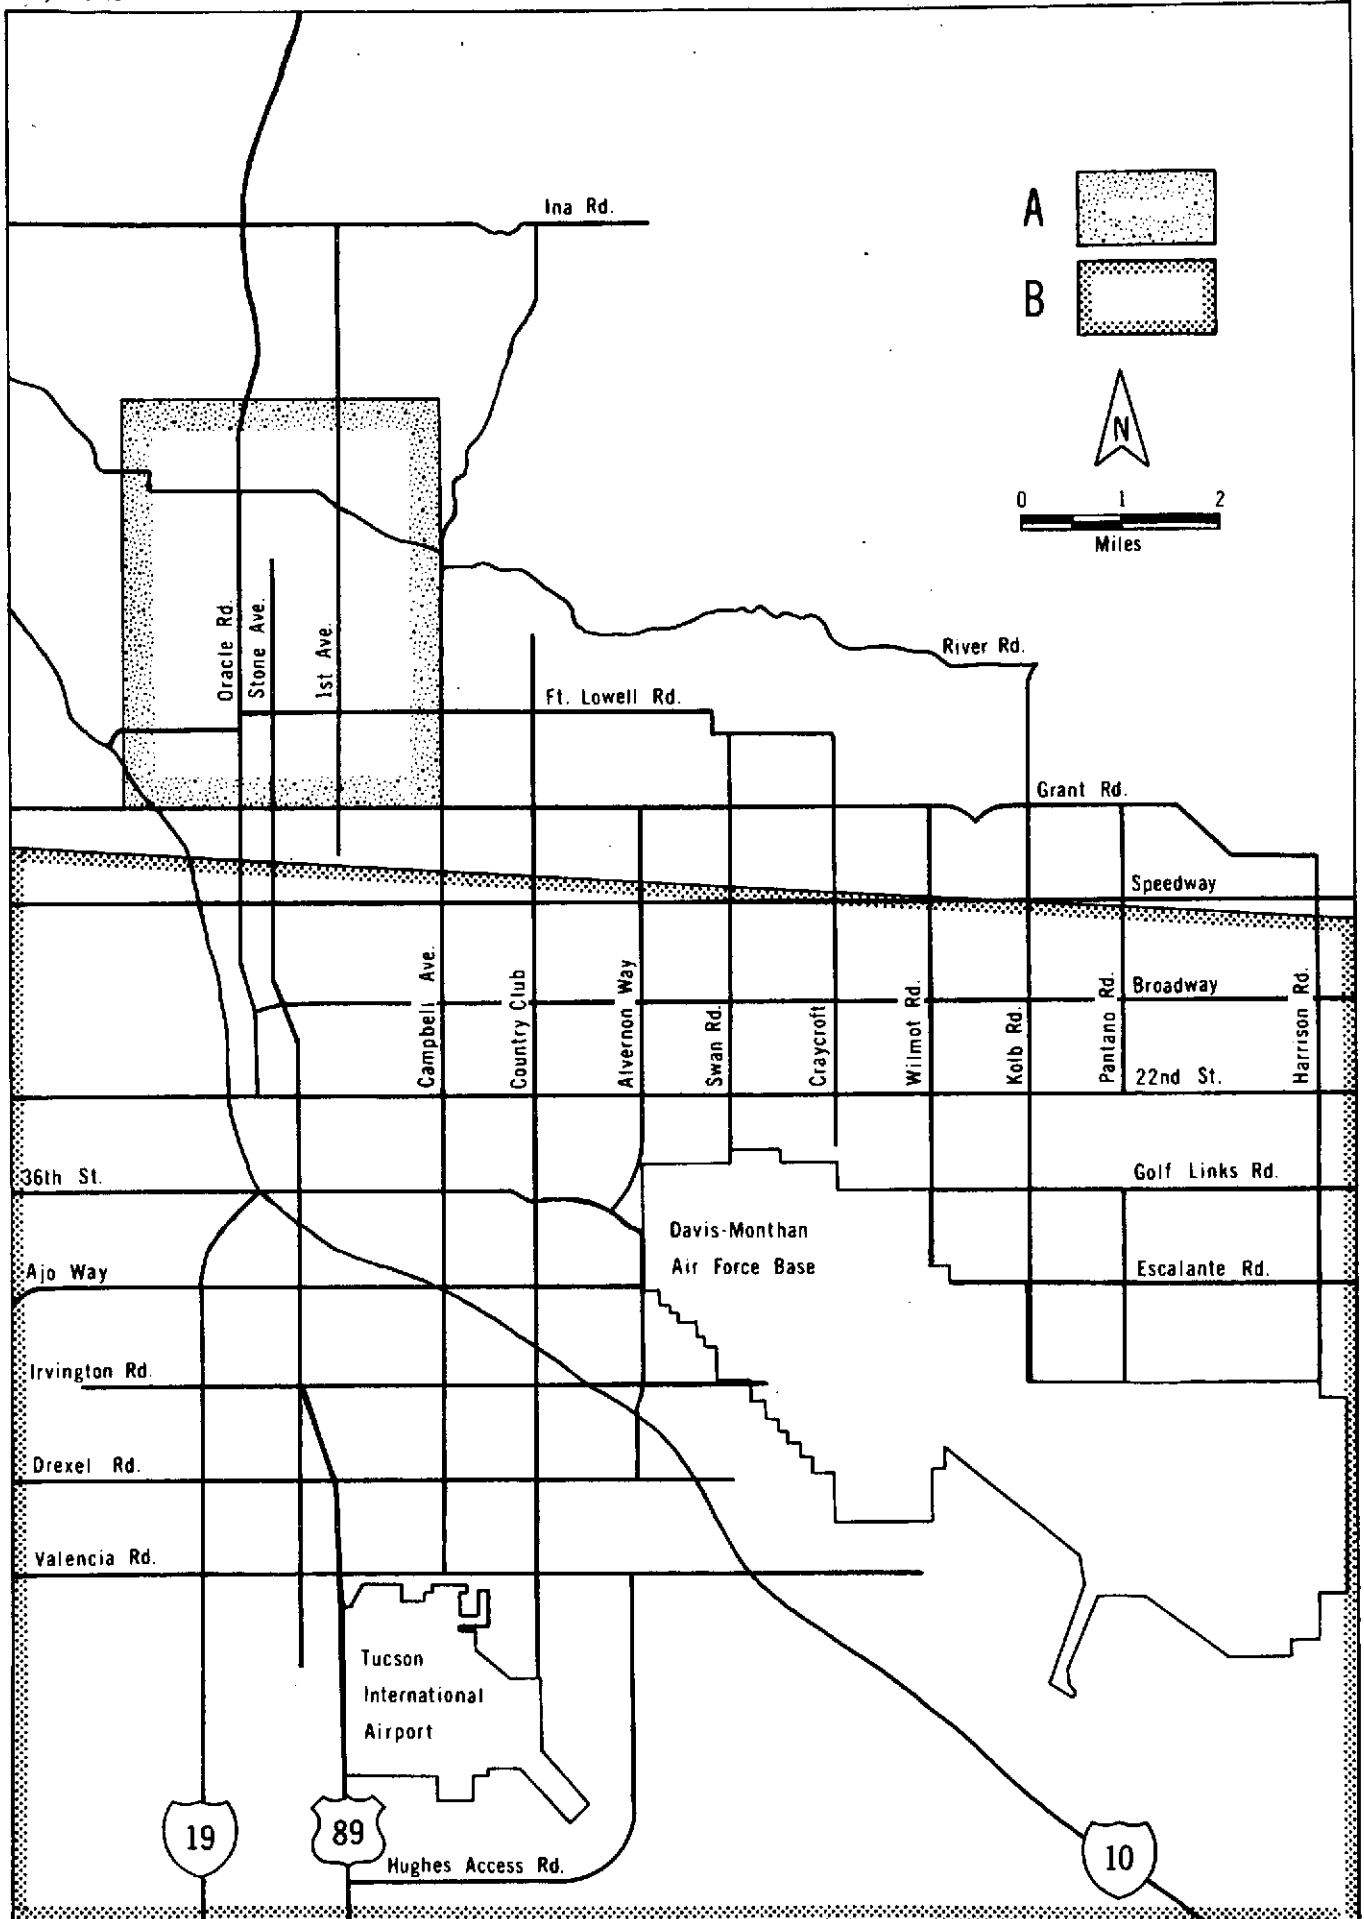 Ina Rd.
A
B
N
0 1 2
Miles
Oracle Rd.
Stone Ave.
1st Ave.
River Rd.
Ft. Lowell Rd.
Grant Rd.
Speedway
Campbell Ave.
Country Club
Alvernon Way
Swan Rd.
Craycroft
Wilmot Rd.
Kolb Rd.
Pantano Rd.
Harrison Rd.
Broadway
22nd St.
36th St.
Golf Links Rd.
Davis-Monthan
Air Force Base
Ajo Way
Escalante Rd.
Irvington Rd.
Drexel Rd.
Valencia Rd.
Tucson
International
Airport
19
89
10
Hughes Access Rd.